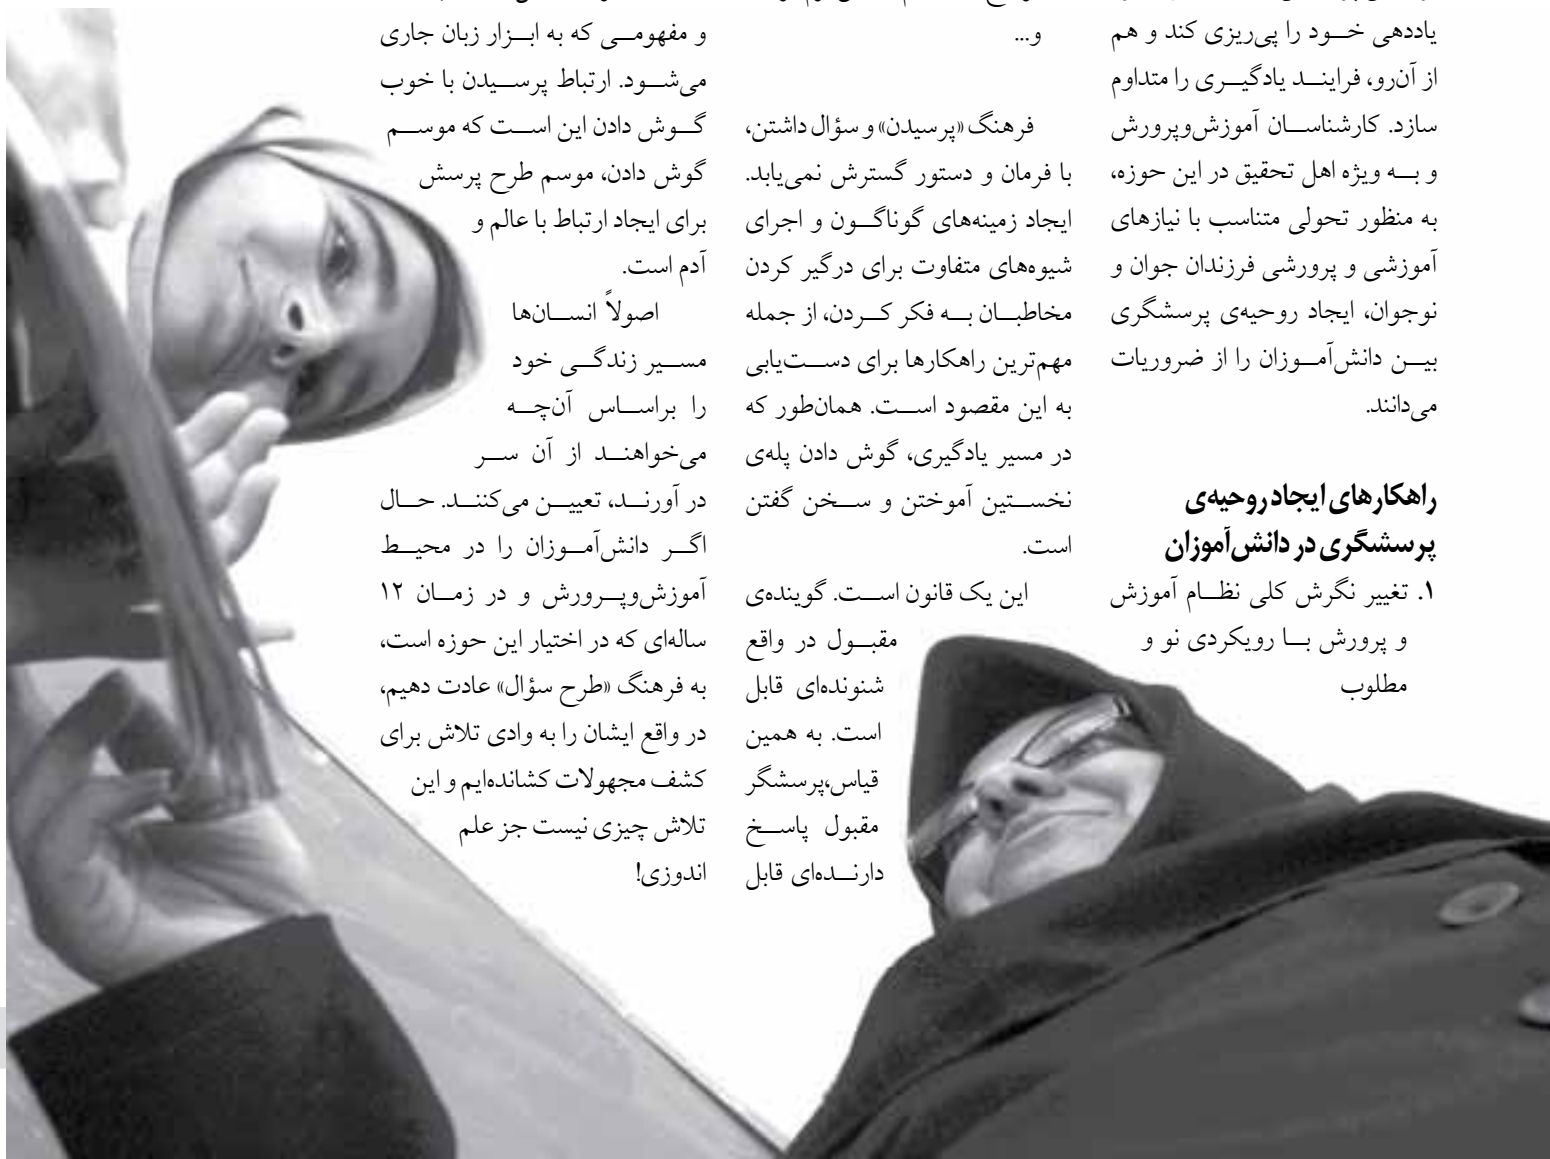 یاددهی خود را پی‌ریزی کند و هم
از آن‌رو، فرایند یادگیری را متداوم
سازد. کارشناسان آموزش‌وپرورش
و به ویژه اهل تحقیق در این حوزه،
به منظور تحولی متناسب با نیازهای
آموزشی و پرورشی فرزندان جوان و
نوجوان، ایجاد روحیه‌ی پرسشگری
بین دانش‌آموزان را از ضروریات
می‌دانند.
راهکارهای ایجاد روحیه‌ی
پرسشگری در دانش‌آموزان
۱. تغییر نگرش کلی نظام آموزش
و پرورش با رویکردی نو و
مطلوب
و...
فرهنگ «پرسیدن» و سؤال داشتن،
با فرمان و دستور گسترش نمی‌یابد.
ایجاد زمینه‌های گوناگون و اجرای
شیوه‌های متفاوت برای درگیر کردن
مخاطبان به فکر کردن، از جمله
مهم‌ترین راهکارها برای دست‌یابی
به این مقصود است. همان‌طور که
در مسیر یادگیری، گوش دادن پله‌ی
نخستین آموختن و سخن گفتن
است.
این یک قانون است. گوینده‌ی
مقبول در واقع
شنونده‌ای قابل
است. به همین
قیاس،پرسشگر
مقبول پاسخ
دارنده‌ای قابل
و مفهومی که به ابزار زبان جاری
می‌شود. ارتباط پرسیدن با خوب
گوش دادن این است که موسم
گوش دادن، موسم طرح پرسش
برای ایجاد ارتباط با عالم و
آدم است.
اصولاً انسان‌ها
مسیر زندگی خود
را براساس آن‌چه
می‌خواهند از آن سر
در آورند، تعیین می‌کنند. حال
اگر دانش‌آموزان را در محیط
آموزش‌وپرورش و در زمان ۱۲
ساله‌ای که در اختیار این حوزه است،
به فرهنگ «طرح سؤال» عادت دهیم،
در واقع ایشان را به وادی تلاش برای
کشف مجهولات کشانده‌ایم و این
تلاش چیزی نیست جز علم
اندوزی!